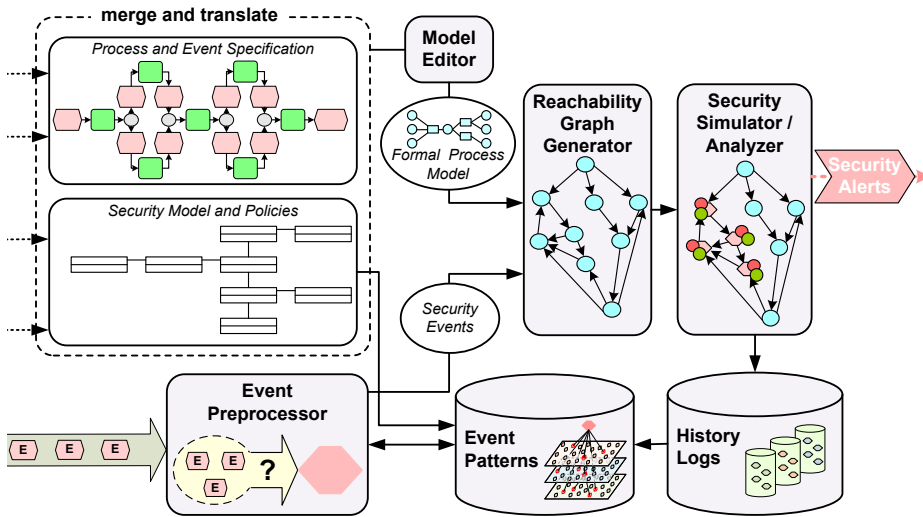 merge and translate
Process and Event Specification
Model
Editor
Formal Process
Model
Reachability
Graph
Generator
Security
Simulator /
Analyzer
Security
Alerts
Security Model and Policies
Security
Events
Event
Preprocessor
E E E
E E
E
?
Event
Patterns
History
Logs